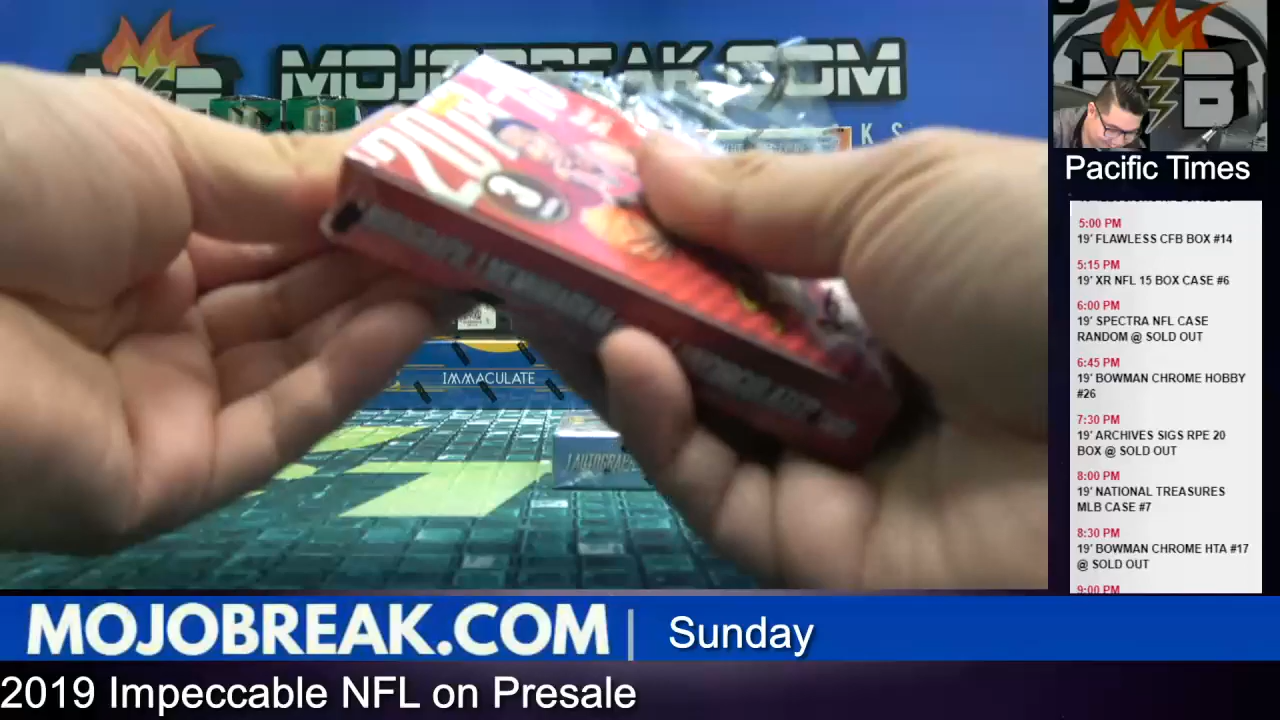 MOJOBREAK.COM
M B
K S
IMMACULATE
1 AUTOGRAPH
Pacific Times
5:00 PM
19' FLAWLESS CFB BOX #14
5:15 PM
19' XR NFL 15 BOX CASE #6
6:00 PM
19' SPECTRA NFL CASE
RANDOM @ SOLD OUT
6:45 PM
19' BOWMAN CHROME HOBBY
#26
7:30 PM
19' ARCHIVES SIGS RPE 20
BOX @ SOLD OUT
8:00 PM
19' NATIONAL TREASURES
MLB CASE #7
8:30 PM
19' BOWMAN CHROME HTA #17
@ SOLD OUT
9:00 PM
MOJOBREAK.COM | Sunday
2019 Impeccable NFL on Presale